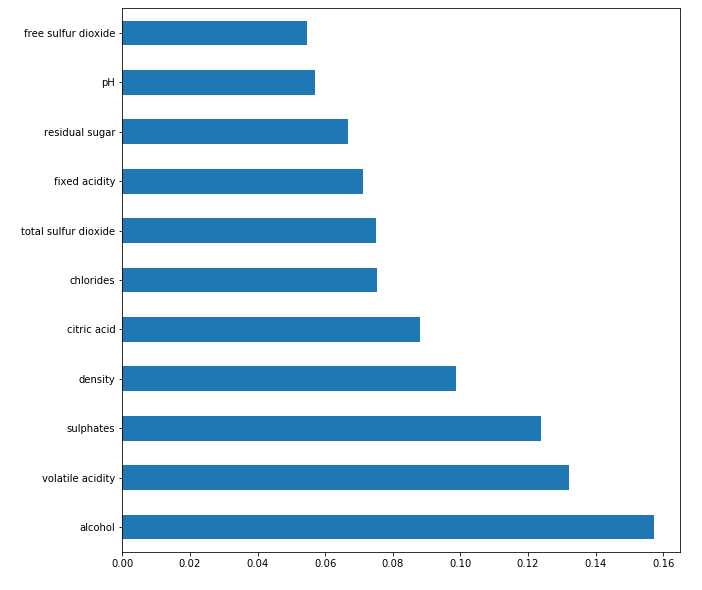 free sulfur dioxide
pH
residual sugar
fixed acidity
total sulfur dioxide
chlorides
citric acid
density
sulphates
volatile acidity
alcohol
0.00 0.02 0.04 0.06 0.08 0.10 0.12 0.14 0.16